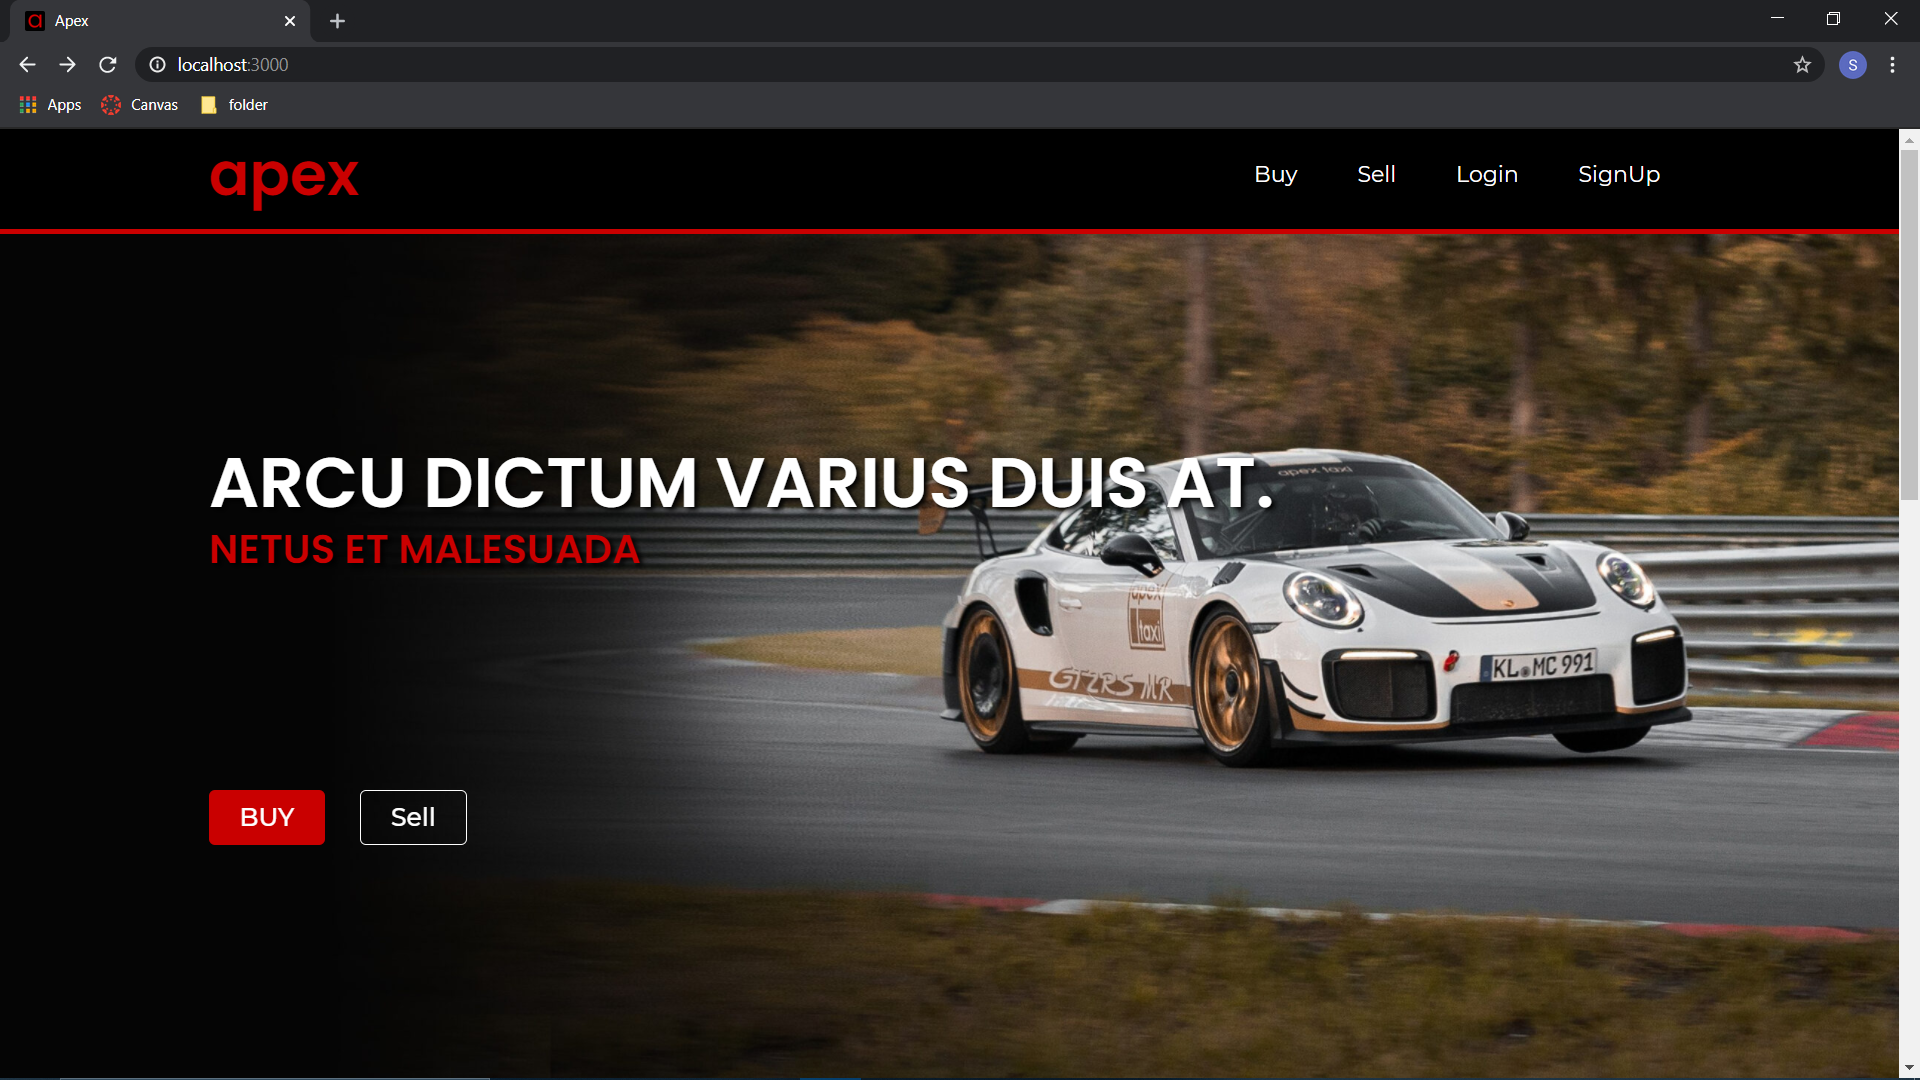 a Apex
localhost:3000
Apps Canvas folder
apex
Buy Sell Login SignUp
apex taxi
ARCU DICTUM VARIUS DUIS AT.
NETUS ET MALESUADA
apex
taxi
KL MC 991
GT2RS MR
BUY Sell
S